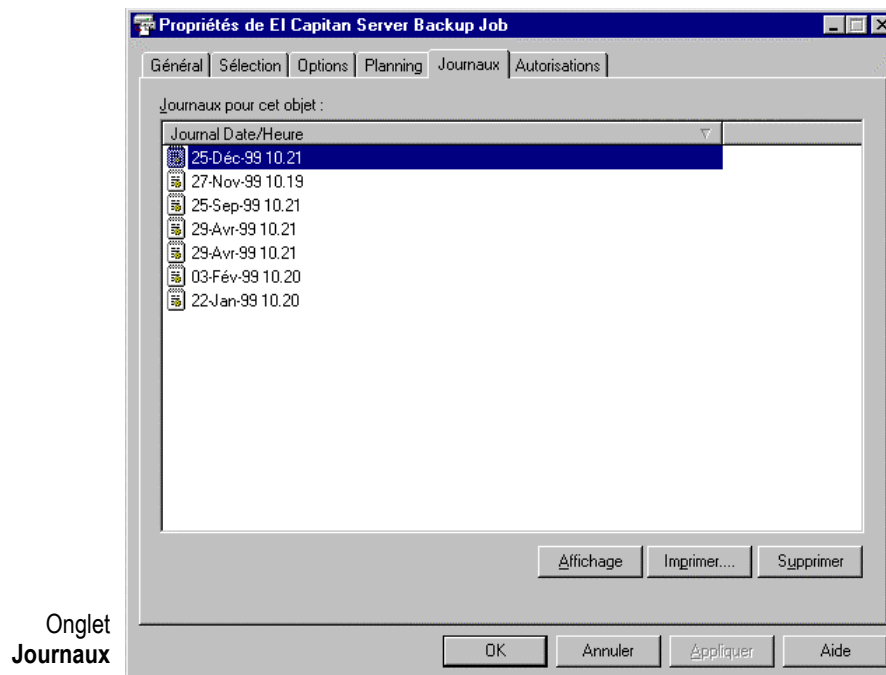 Propriétés de El Capitan Server Backup Job
Général Sélection Options Planning Journaux Autorisations
Journaux pour cet objet :
Journal Date/Heure
25-Déc-99 10.21
27-Nov-99 10.19
25-Sep-99 10.21
29-Avr-99 10.21
29-Avr-99 10.21
03-Fév-99 10.20
22-Jan-99 10.20
Affichage Imprimer.... Supprimer
Onglet
Journaux
OK Annuler Appliquer Aide